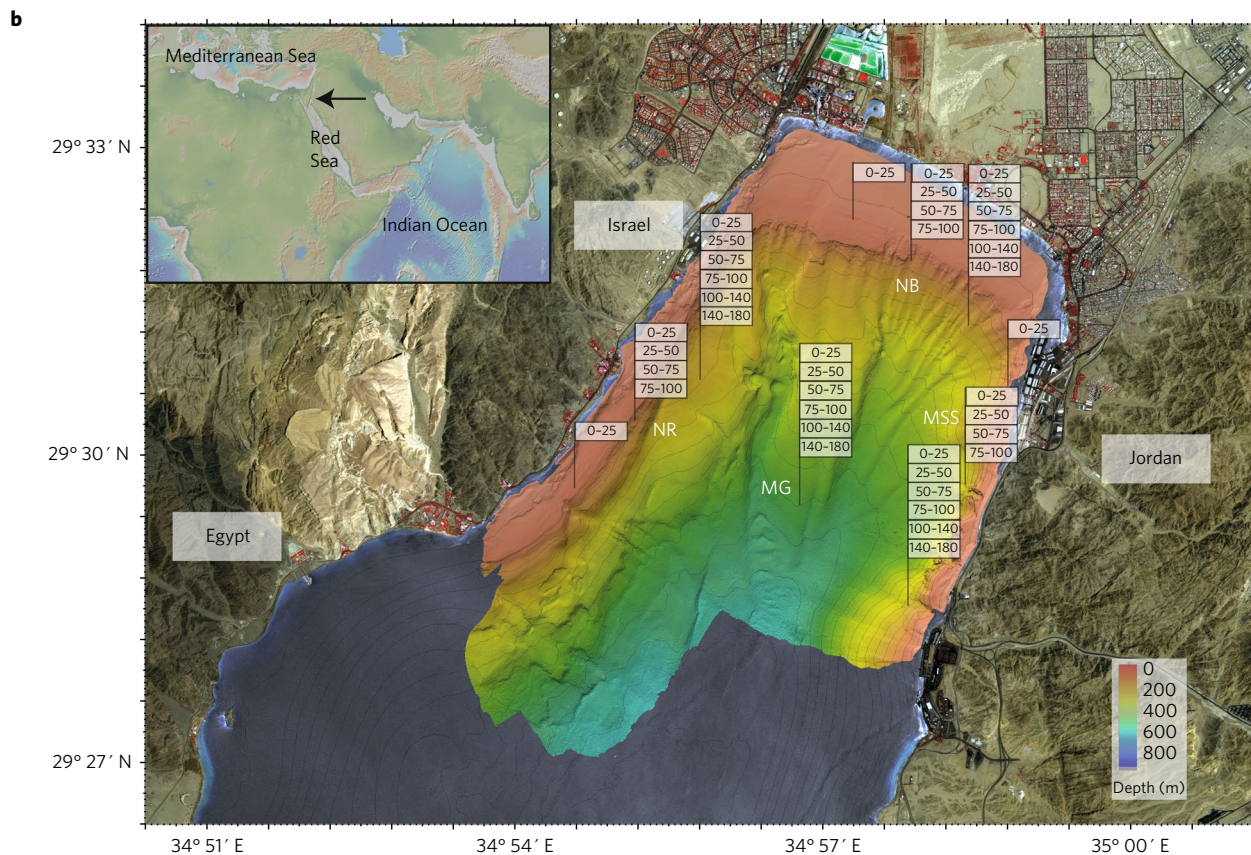 b
Mediterranean Sea
Red
Sea
Indian Ocean
29° 33´ N
29° 30´ N
29° 27´ N
Israel
Egypt
Jordan
0–25
25–50
50–75
75–100
100–140
140–180
0–25
25–50
50–75
75–100
0–25
0–25
0–25
25–50
50–75
75–100
0–25
25–50
50–75
75–100
100–140
140–180
0–25
0–25
25–50
50–75
75–100
100–140
140–180
0–25
25–50
50–75
75–100
0–25
25–50
50–75
75–100
100–140
140–180
NB
NR
MSS
MG
0
200
400
600
800
Depth (m)
34° 51´ E
34° 54´ E
34° 57´ E
35° 00´ E